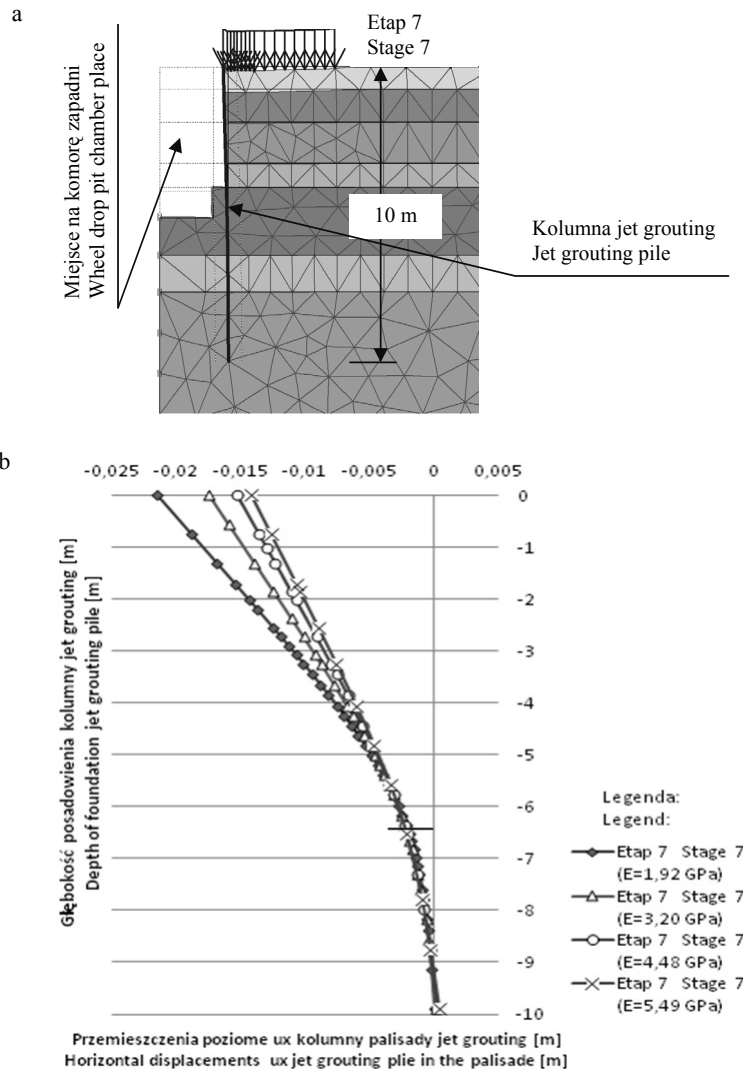 a
Etap 7
Stage 7
Miejsce na komorę zapadni
Wheel drop pit chamber place
10 m
Kolumna jet grouting
Jet grouting pile
b
-0,025 -0,02 -0,015 -0,01 -0,005 0 0,005
0
-1
-2
-3
-4
-5
-6
-7
-8
-9
-10
Głębokość posadowienia kolumny jet grouting [m]
Depth of foundation jet grouting pile [m]
Legenda:
Legend:
Etap 7 Stage 7
(E=1,92 GPa)
Etap 7 Stage 7
(E=3,20 GPa)
Etap 7 Stage 7
(E=4,48 GPa)
Etap 7 Stage 7
(E=5,49 GPa)
Przemieszczenia poziome ux kolumny palisady jet grouting [m]
Horizontal displacements ux jet grouting plie in the palisade [m]